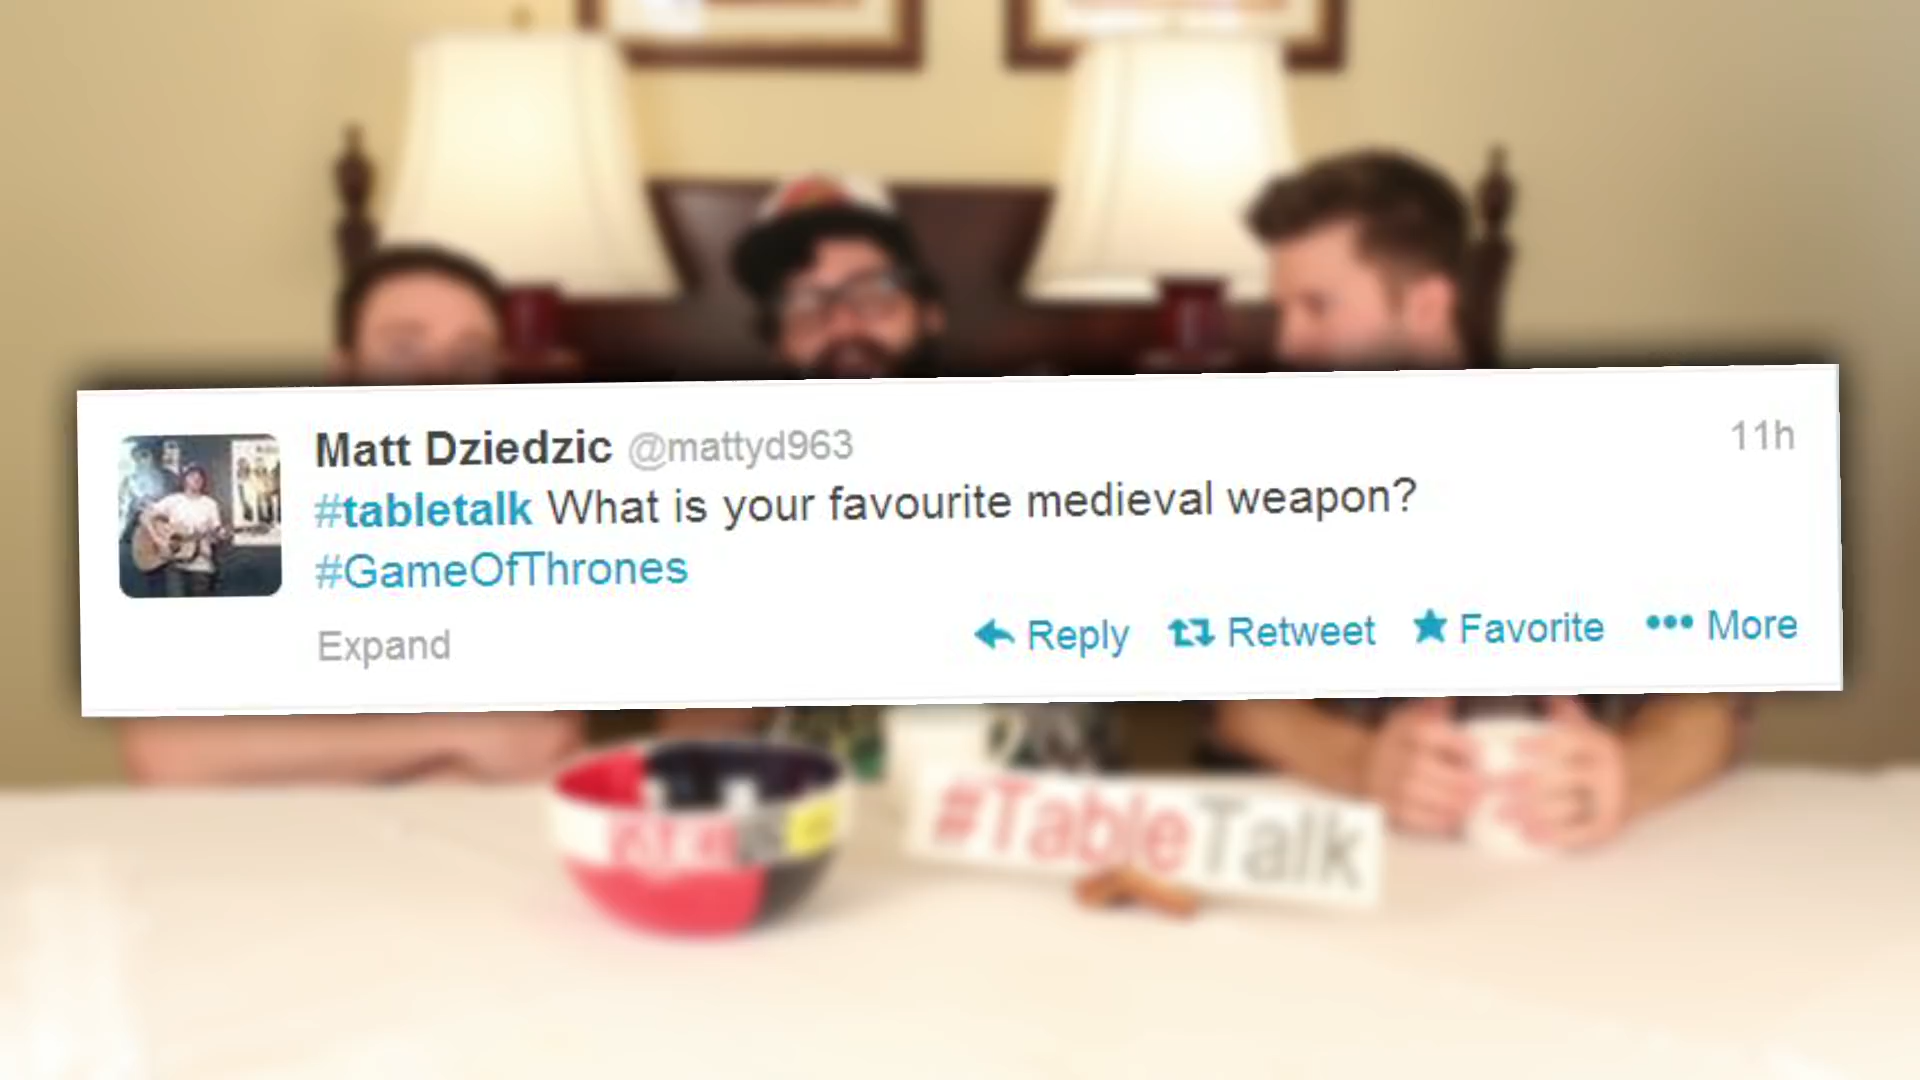 Matt Dziedzic @mattyd963
11h
#tabletalk What is your favourite medieval weapon?
#GameOfThrones
Expand
Reply Retweet Favorite More
#TableTalk